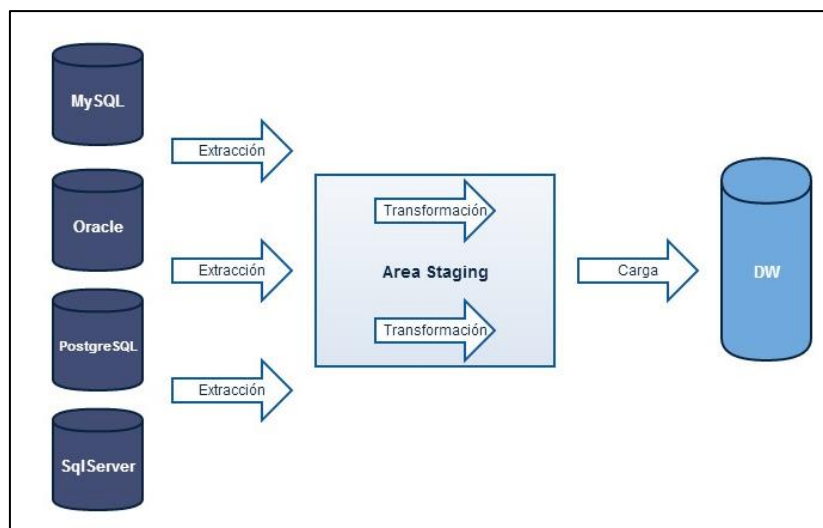 MySQL
Extracción
Oracle
Transformación
Extracción
Area Staging
Carga
DW
PostgreSQL
Transformación
Extracción
SqlServer